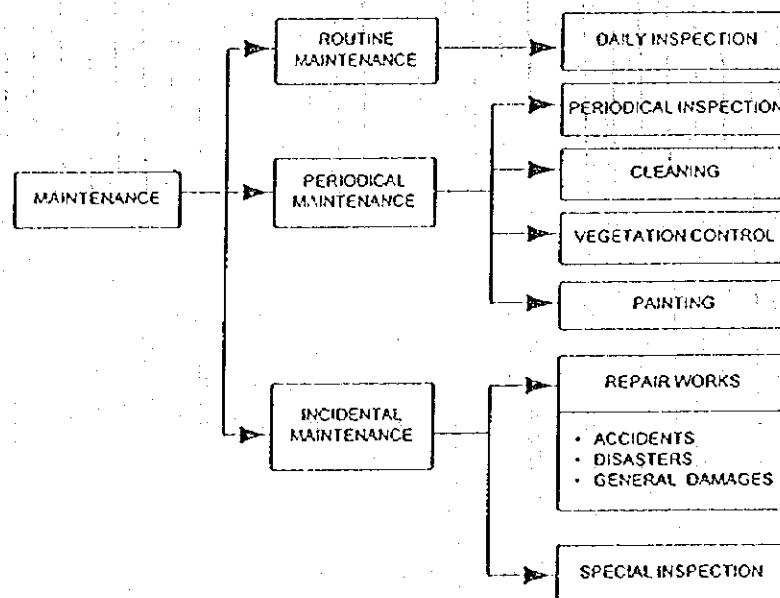 ROUTINE
MAINTENANCE
DAILY INSPECTION
PERIODICAL INSPECTION
MAINTENANCE
PERIODICAL
MAINTENANCE
CLEANING
VEGETATION CONTROL
PAINTING
INCIDENTAL
MAINTENANCE
REPAIR WORKS
• ACCIDENTS
• DISASTERS
• GENERAL DAMAGES
SPECIAL INSPECTION